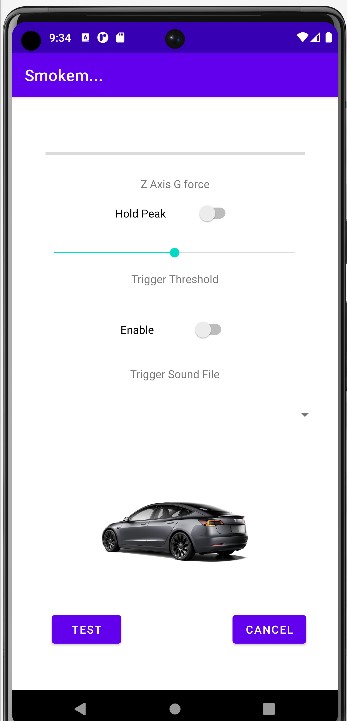 9:34
Smokem...
Z Axis G force
Hold Peak
Trigger Threshold
Enable
Trigger Sound File
TEST
CANCEL